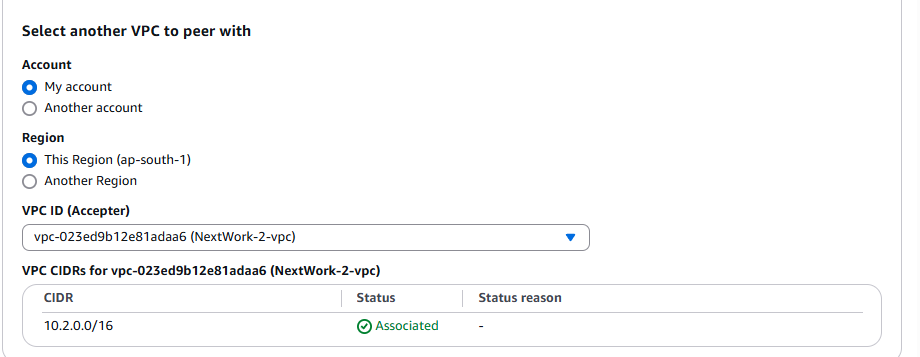 Select another VPC to peer with
Account
My account
Another account
Region
This Region (ap-south-1)
Another Region
VPC ID (Accepter)
vpc-023ed9b12e81adaa6 (NextWork-2-vpc)
VPC CIDRs for vpc-023ed9b12e81adaa6 (NextWork-2-vpc)
CIDR Status Status reason
10.2.0.0/16 Associated -